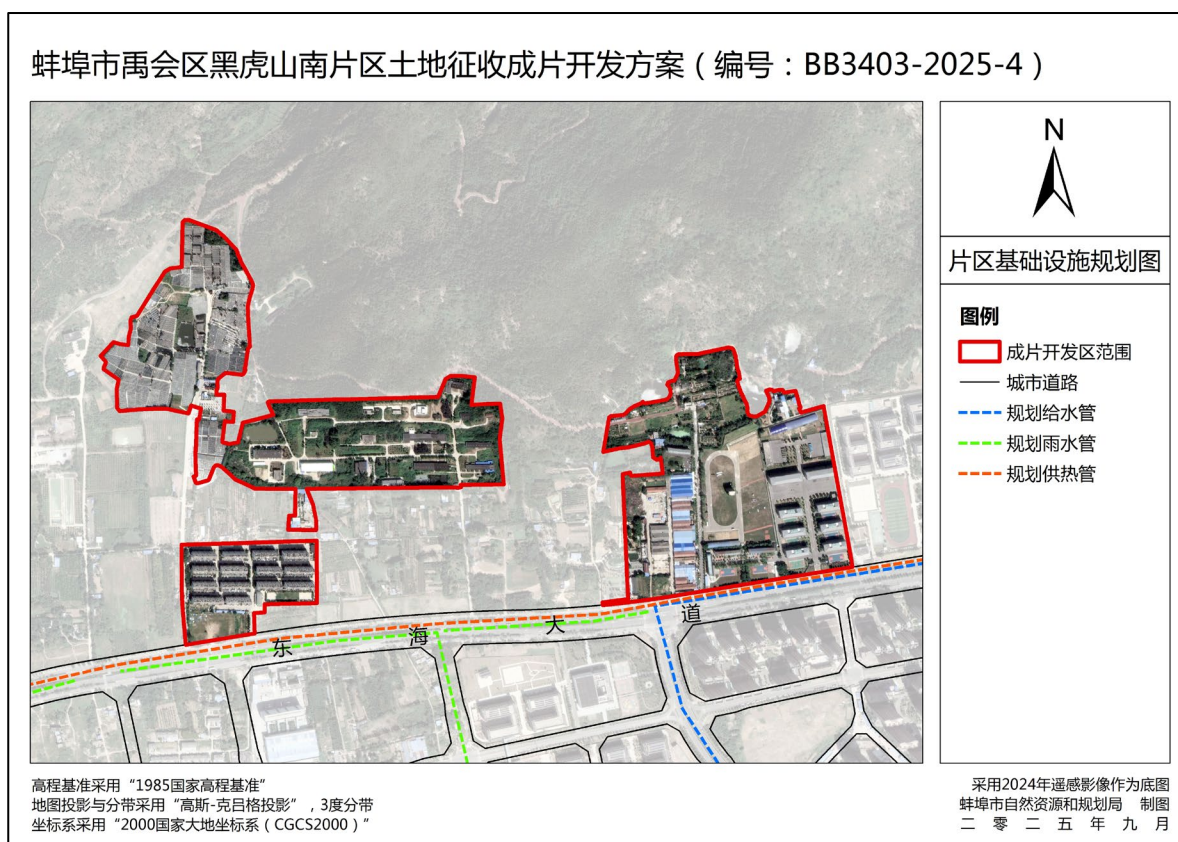 蚌埠市禹会区黑虎山南片区土地征收成片开发方案（编号：BB3403-2025-4）
N
片区基础设施规划图
图例
成片开发区范围
城市道路
规划给水管
规划雨水管
规划供热管
东海大道
高程基准采用“1985国家高程基准”
地图投影与分带采用“高斯-克吕格投影”，3度分带
坐标系采用“2000国家大地坐标系（CGCS2000）”
采用2024年遥感影像作为底图
蚌埠市自然资源和规划局 制图
二零二五年九月